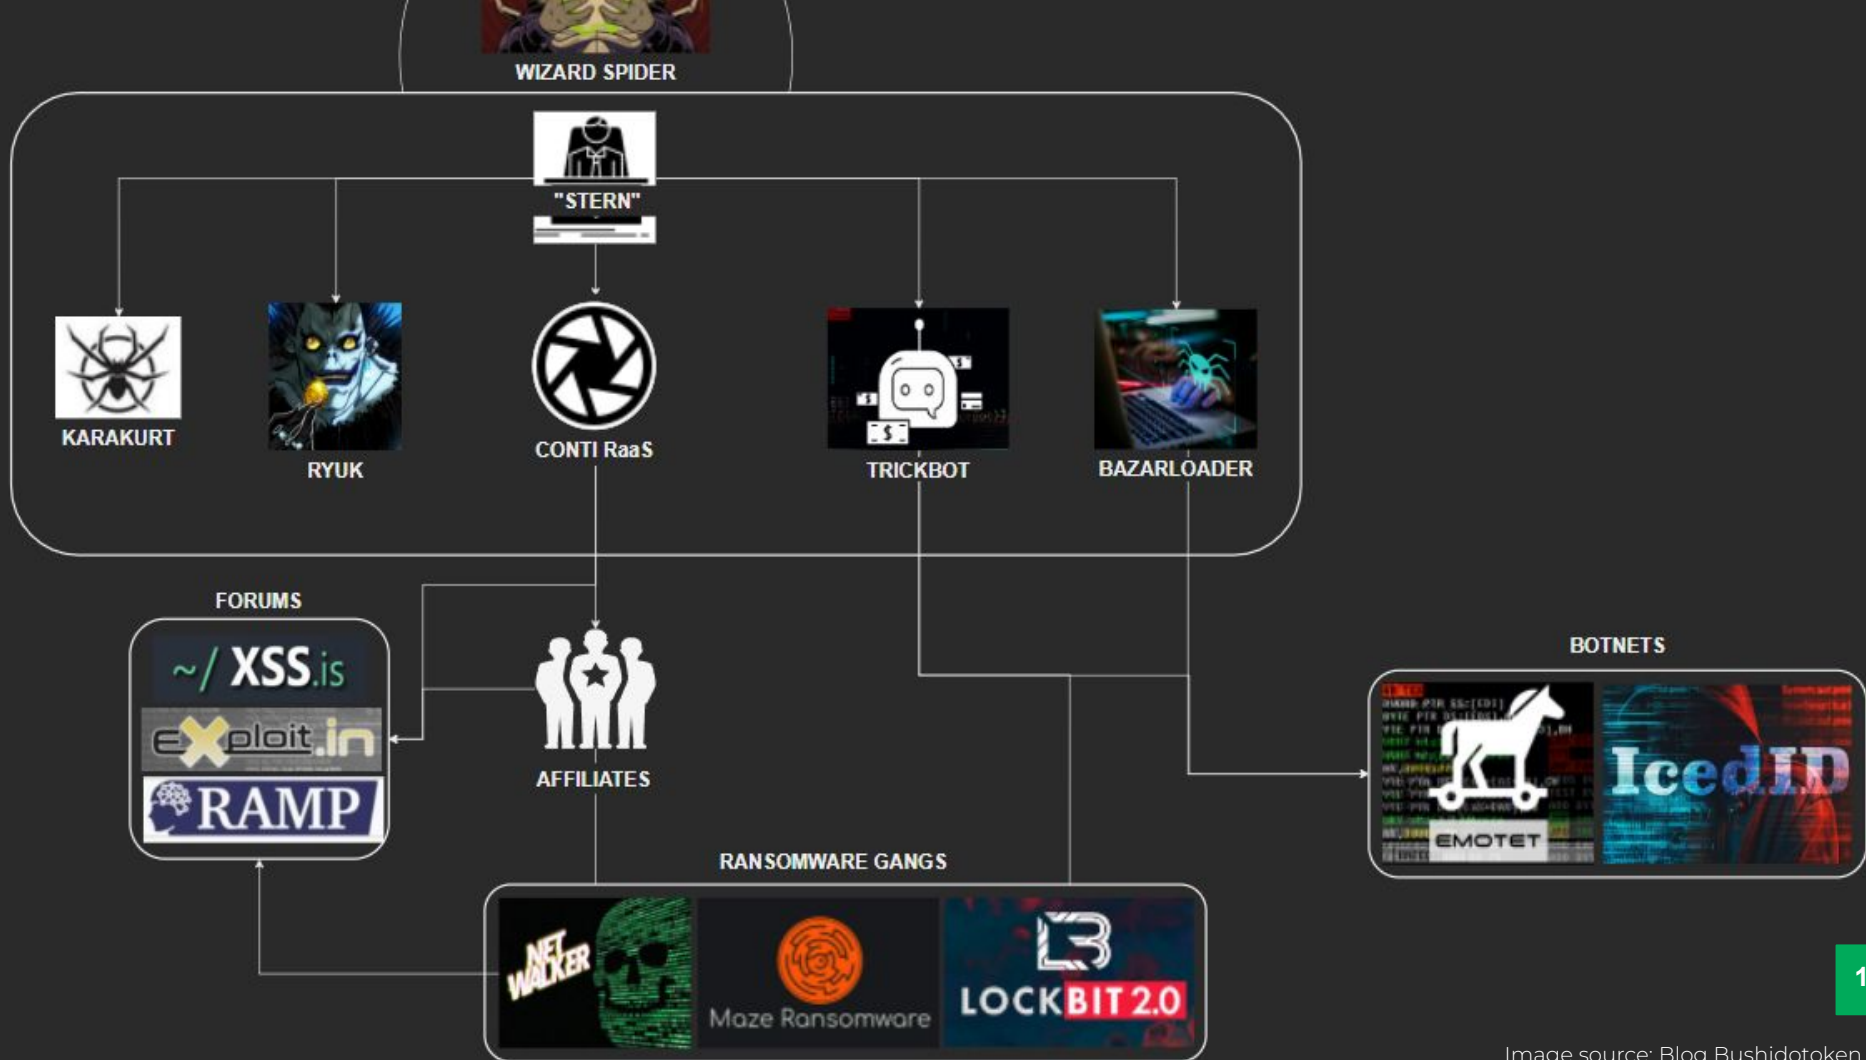 WIZARD SPIDER
"STERN"
KARAKURT
RYUK
CONTI RaaS
TRICKBOT
BAZARLOADER
FORUMS
~/ XSS.is
eXploit.in
RAMP
AFFILIATES
BOTNETS
EMOTET
IcedID
RANSOMWARE GANGS
NET
WALKER
Maze Ransomware
LOCKBIT 2.0
1
Image source: Blog Bushidotoken